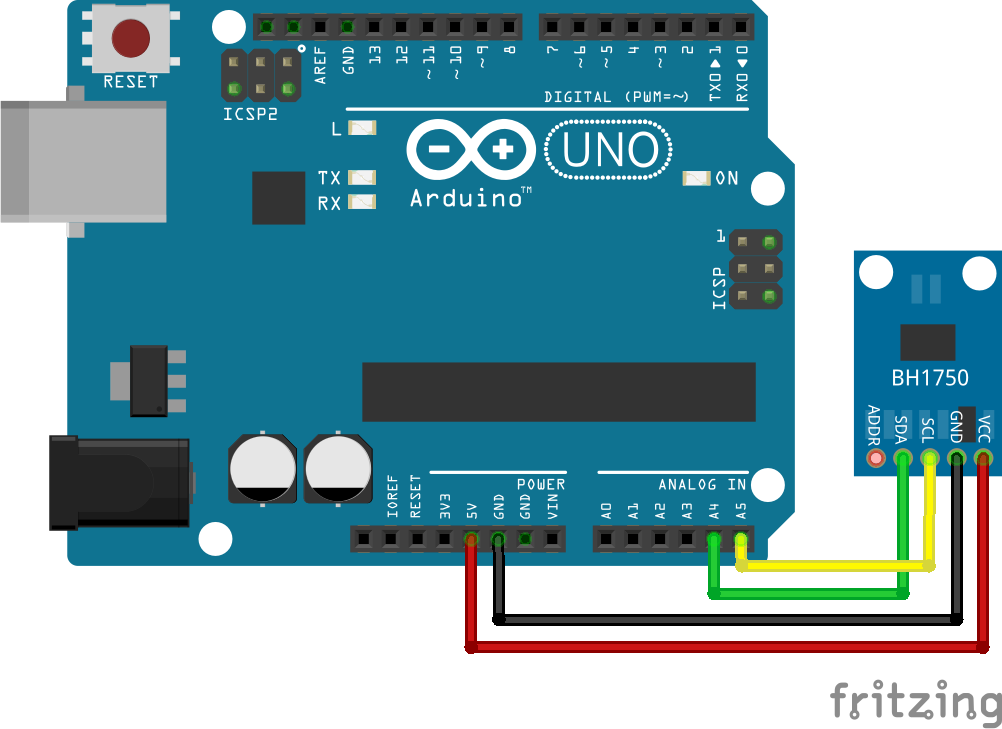 RESET
ICSP2
AREF
GND
13
12
~11
~10
~9
8
7
~6
~5
4
~3
2
TX0▶1
RX0◀0
DIGITAL (PWM=~)
L
TX
RX
UNO
Arduino™
ON
1
ICSP
BH1750
ADDR
SDA
SCL
GND
VCC
POWER
ANALOG IN
IOREF
RESET
3V3
5V
GND
GND
VIN
A0
A1
A2
A3
A4
A5
fritzing